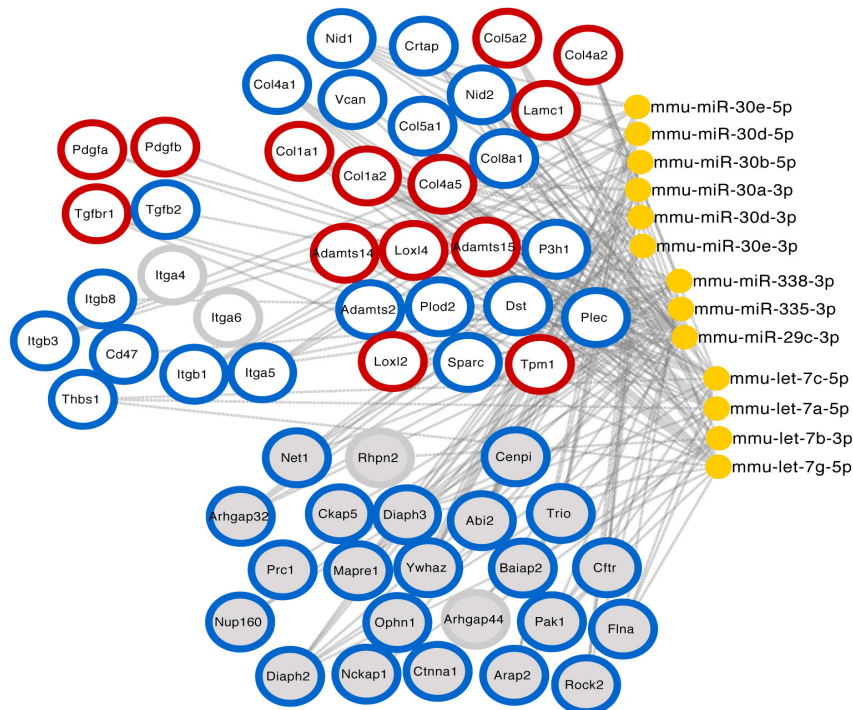 Nid1
Crtap
Col5a2
Col4a2
Col4a1
Vcan
Nid2
Lamc1
Col5a1
Col1a1
Col1a2
Col4a5
Col8a1
Pdgfa
Pdgfb
Tgfbr1
Tgfb2
Adamts14
Loxl4
Adamts15
P3h1
Itga4
Itga6
Itgb8
Itgb3
Cd47
Itgb1
Itga5
Thbs1
Adamts2
Plod2
Dst
Plec
Loxl2
Sparc
Tpm1
mmu-miR-30e-5p
mmu-miR-30d-5p
mmu-miR-30b-5p
mmu-miR-30a-3p
mmu-miR-30d-3p
mmu-miR-30e-3p
mmu-miR-338-3p
mmu-miR-335-3p
mmu-miR-29c-3p
mmu-let-7c-5p
mmu-let-7a-5p
mmu-let-7b-3p
mmu-let-7g-5p
Net1
Rhpn2
Cenpi
Arhgap32
Ckap5
Diaph3
Abi2
Trio
Prc1
Mapre1
Ywhaz
Baiap2
Cftr
Nup160
Ophn1
Arhgap44
Pak1
Flna
Diaph2
Nckap1
Ctnna1
Arap2
Rock2